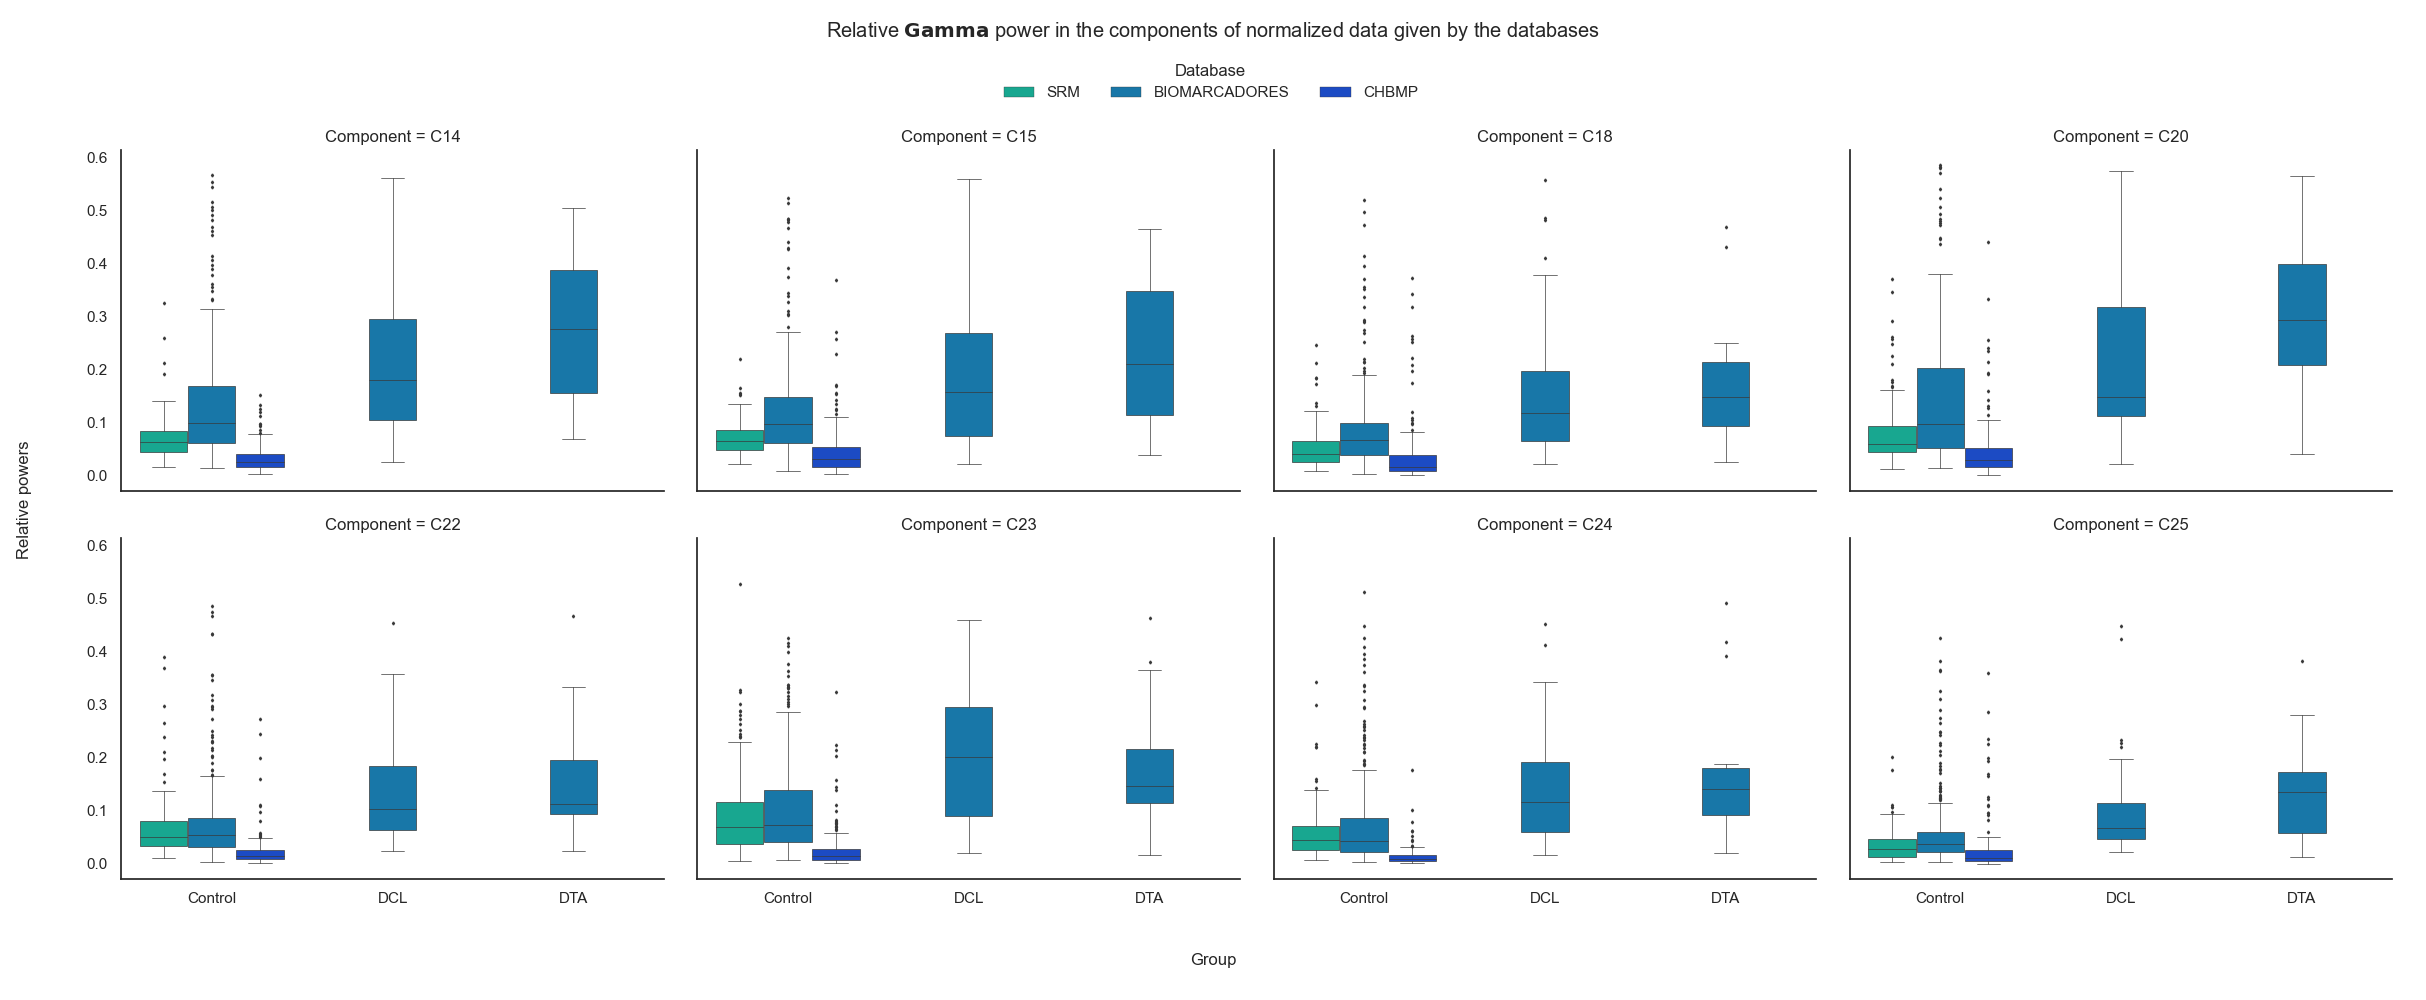 Relative Gamma power in the components of normalized data given by the databases
Database
SRM BIOMARCADORES CHBMP
Component = C14 Component = C15 Component = C18 Component = C20
0.6
0.5
0.4
0.3
0.2
0.1
0.0
Relative powers
Component = C22 Component = C23 Component = C24 Component = C25
0.6
0.5
0.4
0.3
0.2
0.1
0.0
Control DCL DTA Control DCL DTA Control DCL DTA Control DCL DTA
Group